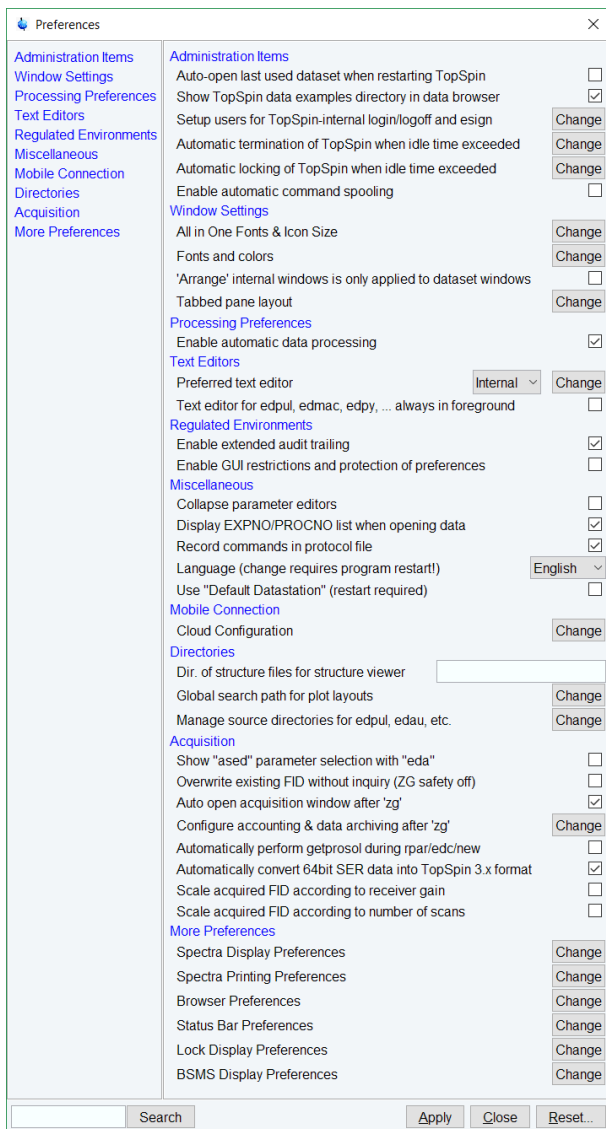 Preferences
Administration Items
Window Settings
Processing Preferences
Text Editors
Regulated Environments
Miscellaneous
Mobile Connection
Directories
Acquisition
More Preferences
Administration Items
Auto-open last used dataset when restarting TopSpin
Show TopSpin data examples directory in data browser
Setup users for TopSpin-internal login/logoff and esign Change
Automatic termination of TopSpin when idle time exceeded Change
Automatic locking of TopSpin when idle time exceeded Change
Enable automatic command spooling
Window Settings
All in One Fonts & Icon Size Change
Fonts and colors Change
'Arrange' internal windows is only applied to dataset windows
Tabbed pane layout Change
Processing Preferences
Enable automatic data processing
Text Editors
Preferred text editor Internal Change
Text editor for edpul, edmac, edpy, ... always in foreground
Regulated Environments
Enable extended audit trailing
Enable GUI restrictions and protection of preferences
Miscellaneous
Collapse parameter editors
Display EXPNO/PROCNO list when opening data
Record commands in protocol file
Language (change requires program restart!) English
Use "Default Datastation" (restart required)
Mobile Connection
Cloud Configuration Change
Directories
Dir. of structure files for structure viewer
Global search path for plot layouts Change
Manage source directories for edpul, edau, etc. Change
Acquisition
Show "ased" parameter selection with "eda"
Overwrite existing FID without inquiry (ZG safety off)
Auto open acquisition window after 'zg'
Configure accounting & data archiving after 'zg' Change
Automatically perform getprosol during rpar/edc/new
Automatically convert 64bit SER data into TopSpin 3.x format
Scale acquired FID according to receiver gain
Scale acquired FID according to number of scans
More Preferences
Spectra Display Preferences Change
Spectra Printing Preferences Change
Browser Preferences Change
Status Bar Preferences Change
Lock Display Preferences Change
BSMS Display Preferences Change
Search Apply Close Reset...